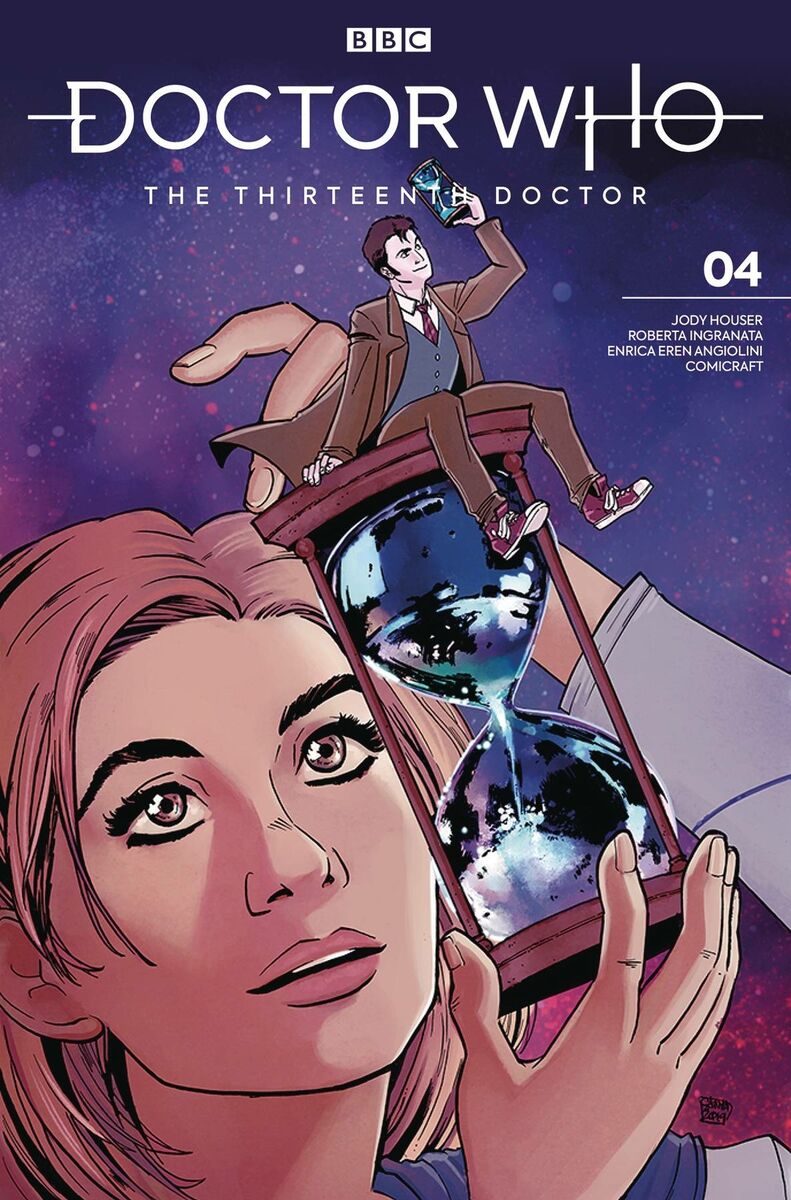 BBC
DOCTOR WHO
THE THIRTEENTH DOCTOR
04
JODY HOUSER
ROBERTA INGRANATA
ENRICA EREN ANGIOLINI
COMICRAFT